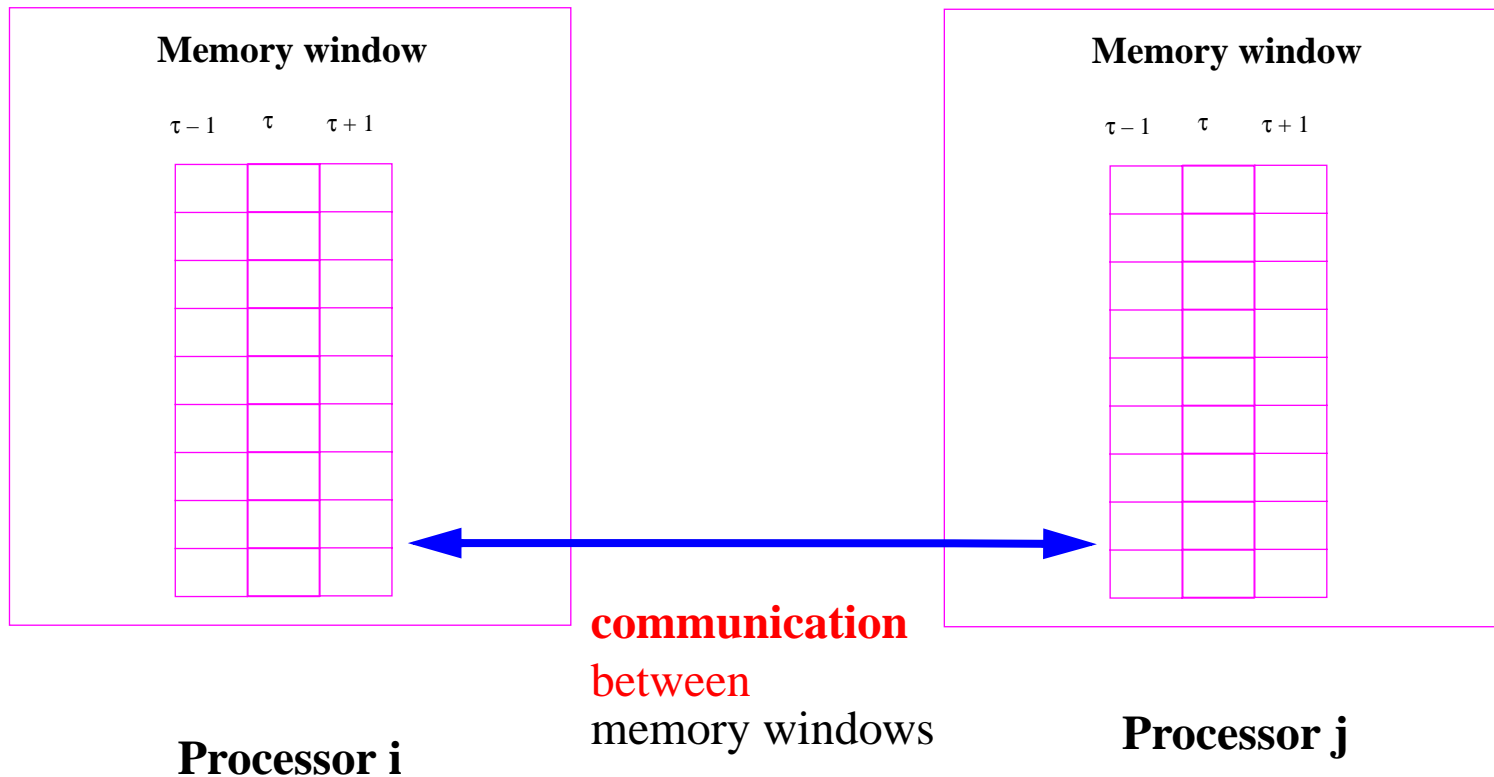 Memory window
τ – 1 τ τ + 1
Memory window
τ – 1 τ τ + 1
communication
between
memory windows
Processor i
Processor j